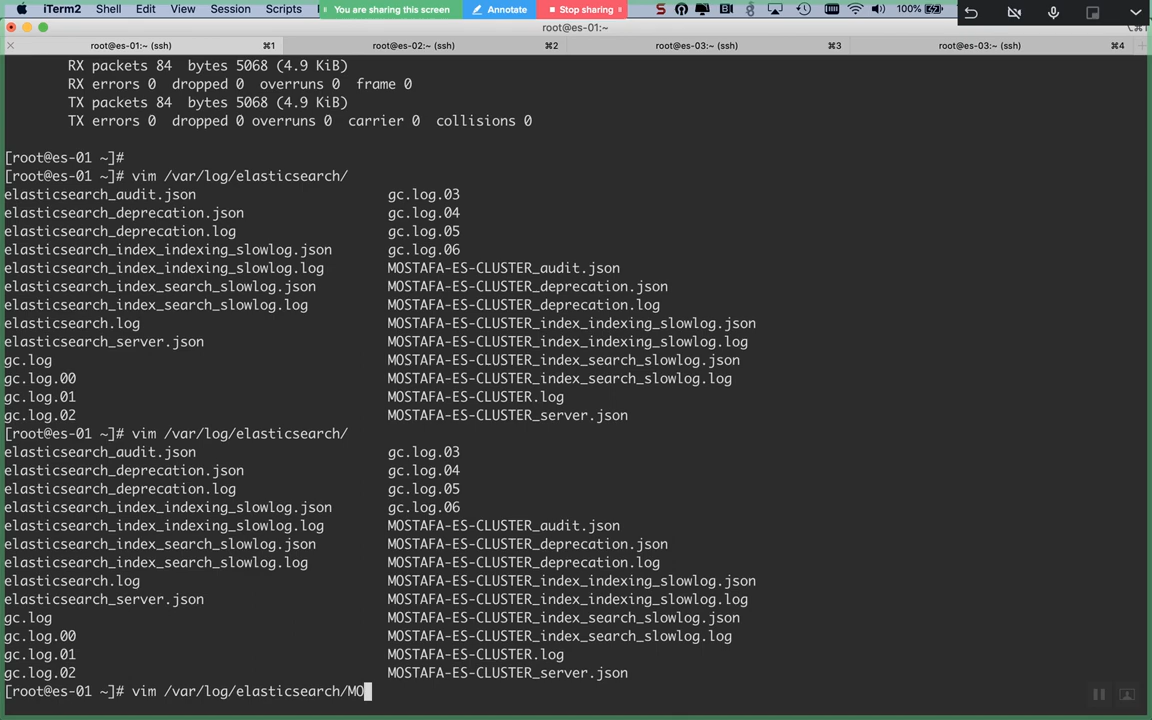 iTerm2 Shell Edit View Session Scripts You are sharing this screen Annotate Stop sharing 100%
root@es-01:~ (ssh)
root@es-01:~ (ssh) ⌘1 root@es-02:~ (ssh) ⌘2 root@es-03:~ (ssh) ⌘3 root@es-03:~ (ssh) ⌘4
RX packets 84 bytes 5068 (4.9 KiB)
RX errors 0 dropped 0 overruns 0 frame 0
TX packets 84 bytes 5068 (4.9 KiB)
TX errors 0 dropped 0 overruns 0 carrier 0 collisions 0
[root@es-01 ~]#
[root@es-01 ~]# vim /var/log/elasticsearch/
elasticsearch_audit.json gc.log.03
elasticsearch_deprecation.json gc.log.04
elasticsearch_deprecation.log gc.log.05
elasticsearch_index_indexing_slowlog.json gc.log.06
elasticsearch_index_indexing_slowlog.log MOSTAFA-ES-CLUSTER_audit.json
elasticsearch_index_search_slowlog.json MOSTAFA-ES-CLUSTER_deprecation.json
elasticsearch_index_search_slowlog.log MOSTAFA-ES-CLUSTER_deprecation.log
elasticsearch.log MOSTAFA-ES-CLUSTER_index_indexing_slowlog.json
elasticsearch_server.json MOSTAFA-ES-CLUSTER_index_indexing_slowlog.log
gc.log MOSTAFA-ES-CLUSTER_index_search_slowlog.json
gc.log.00 MOSTAFA-ES-CLUSTER_index_search_slowlog.log
gc.log.01 MOSTAFA-ES-CLUSTER.log
gc.log.02 MOSTAFA-ES-CLUSTER_server.json
[root@es-01 ~]# vim /var/log/elasticsearch/
elasticsearch_audit.json gc.log.03
elasticsearch_deprecation.json gc.log.04
elasticsearch_deprecation.log gc.log.05
elasticsearch_index_indexing_slowlog.json gc.log.06
elasticsearch_index_indexing_slowlog.log MOSTAFA-ES-CLUSTER_audit.json
elasticsearch_index_search_slowlog.json MOSTAFA-ES-CLUSTER_deprecation.json
elasticsearch_index_search_slowlog.log MOSTAFA-ES-CLUSTER_deprecation.log
elasticsearch.log MOSTAFA-ES-CLUSTER_index_indexing_slowlog.json
elasticsearch_server.json MOSTAFA-ES-CLUSTER_index_indexing_slowlog.log
gc.log MOSTAFA-ES-CLUSTER_index_search_slowlog.json
gc.log.00 MOSTAFA-ES-CLUSTER_index_search_slowlog.log
gc.log.01 MOSTAFA-ES-CLUSTER.log
gc.log.02 MOSTAFA-ES-CLUSTER_server.json
[root@es-01 ~]# vim /var/log/elasticsearch/MO